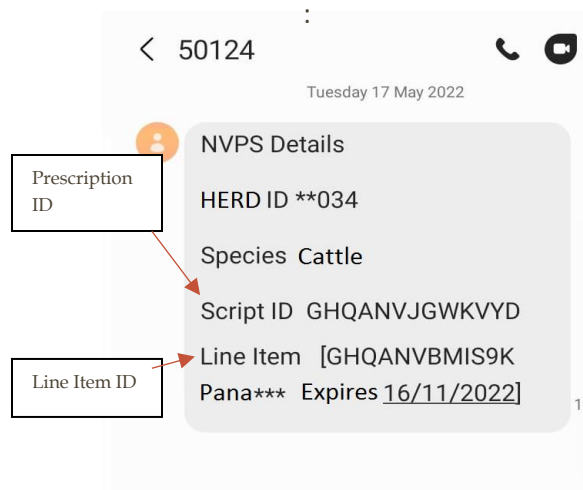 :
50124
Tuesday 17 May 2022
NVPS Details
Prescription
ID
HERD ID **034
Species Cattle
Script ID GHQANVJGWKVYD
Line Item [GHQANVBMIS9K
Line Item ID
Pana*** Expires 16/11/2022]
1